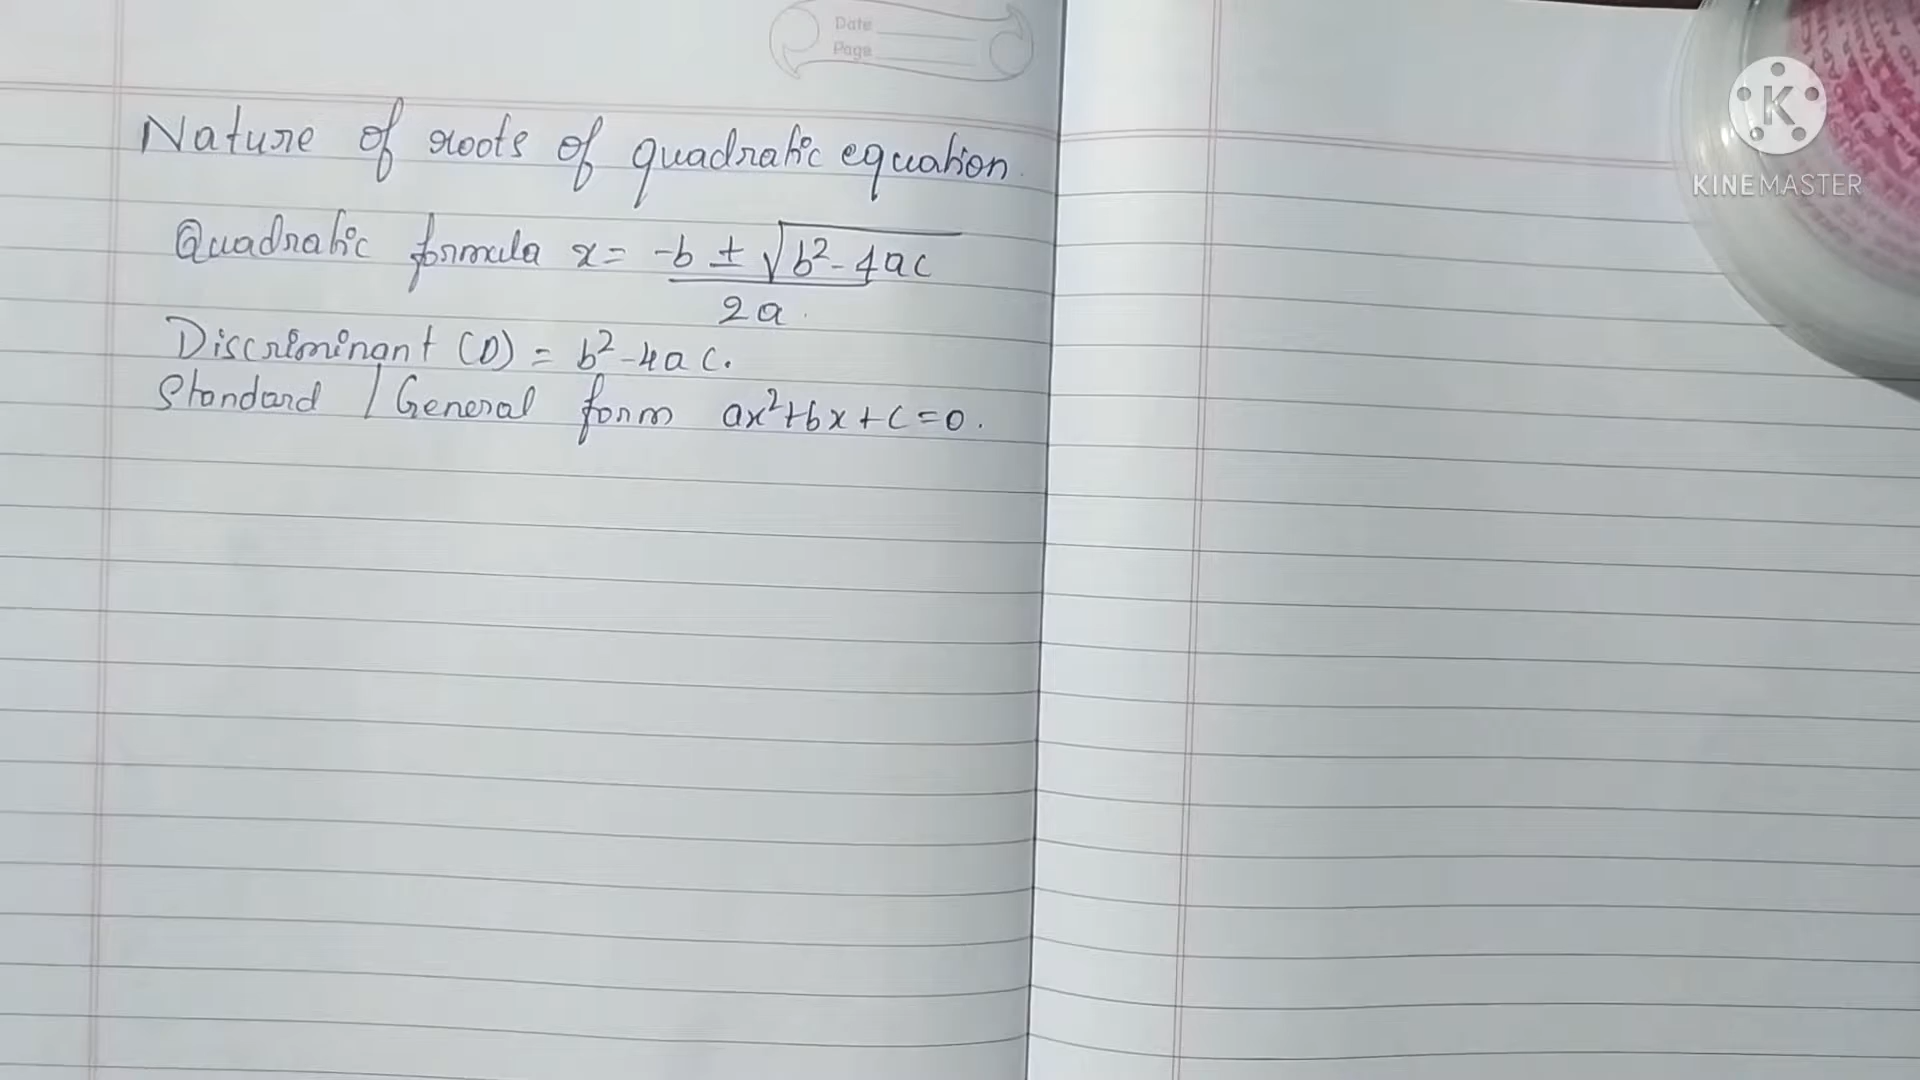 Date
Page
Nature of roots of quadratic equation.
Quadratic formula x = -b ± √b² - 4ac
2a.
Discriminant (D) = b² - 4ac.
Standard / General form ax² + bx + c = 0.
K
KINEMASTER